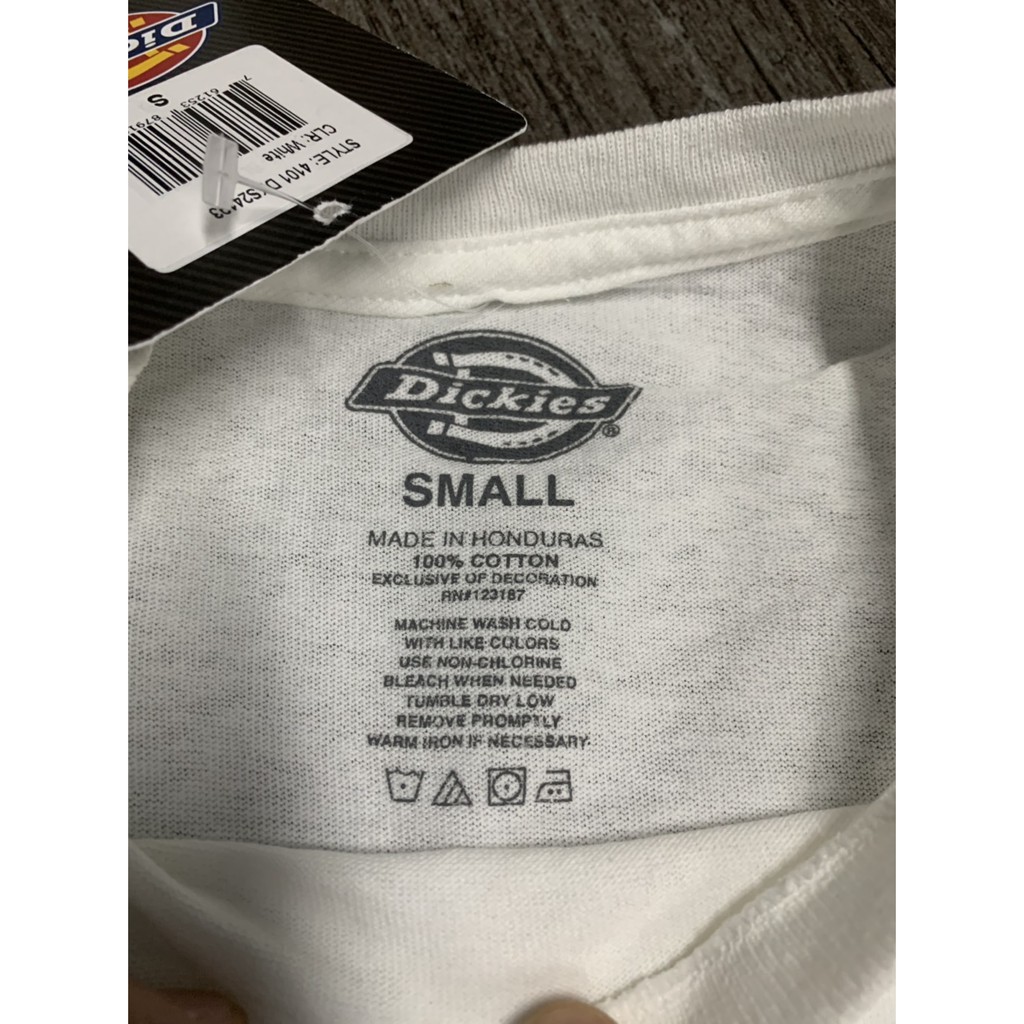 Dickies
S
STYLE: 4101
CLR: White
Dickies
®
SMALL
MADE IN HONDURAS
100% COTTON
EXCLUSIVE OF DECORATION
RN#123187
MACHINE WASH COLD
WITH LIKE COLORS
USE NON-CHLORINE
BLEACH WHEN NEEDED
TUMBLE DRY LOW
REMOVE PROMPTLY
WARM IRON IF NECESSARY